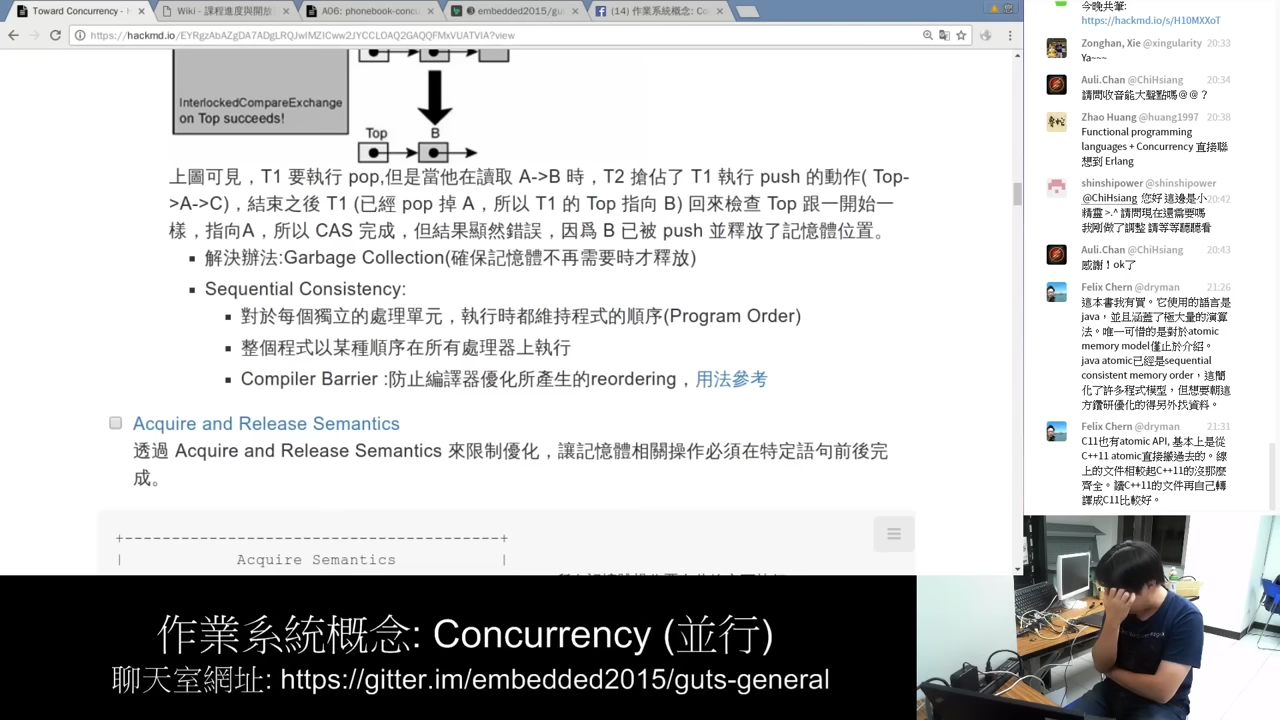 Toward Concurrency - H
Wiki - 課程進度與開放
A06: phonebook-concu
embedded2015/gut
(14) 作業系統概念: Co
https://hackmd.io/EYRgzAbAZgDA7ADgLRQJwIMZICWw2JYCCLOAQ2GAQQFMxVUATVIA?view
InterlockedCompareExchange
on Top succeeds!
Top
B
上圖可見，T1 要執行 pop,但是當他在讀取 A->B 時，T2 搶佔了 T1 執行 push 的動作( Top-
>A->C)，結束之後 T1 (已經 pop 掉 A，所以 T1 的 Top 指向 B) 回來檢查 Top 跟一開始一
樣，指向A，所以 CAS 完成，但結果顯然錯誤，因爲 B 已被 push 並釋放了記憶體位置。
解決辦法:Garbage Collection(確保記憶體不再需要時才釋放)
Sequential Consistency:
對於每個獨立的處理單元，執行時都維持程式的順序(Program Order)
整個程式以某種順序在所有處理器上執行
Compiler Barrier :防止編譯器優化所產生的reordering，用法參考
Acquire and Release Semantics
透過 Acquire and Release Semantics 來限制優化，讓記憶體相關操作必須在特定語句前後完
成。
+----------------------------------------+
| Acquire Semantics |
今晚共筆:
https://hackmd.io/s/H10MXXoT
Zonghan, Xie @xingularity 20:33
Ya~~~
Auli.Chan @ChiHsiang 20:34
請問收音能大聲點嗎＠＠？
Zhao Huang @huang1997 20:38
Functional programming
languages + Concurrency 直接聯
想到 Erlang
shinshipower @shinshipower
@ChiHsiang 您好 這邊是小 20:42
精靈 >.^ 請問現在還需要嗎
我剛做了調整 請等等聽聽看
Auli.Chan @ChiHsiang 20:43
感謝！ok了
Felix Chern @dryman 21:26
這本書我有買。它使用的語言是
java，並且涵蓋了極大量的演算
法。唯一可惜的是對於atomic
memory model僅止於介紹。
java atomic已經是sequential
consistent memory order，這簡
化了許多程式模型，但想要朝這
方鑽研優化的得另外找資料。
Felix Chern @dryman 21:31
C11也有atomic API, 基本上是從
C++11 atomic直接搬過去的。線
上的文件相較起C++11的沒那麼
齊全。讀C++11的文件再自己轉
譯成C11比較好。
作業系統概念: Concurrency (並行)
聊天室網址: https://gitter.im/embedded2015/guts-general